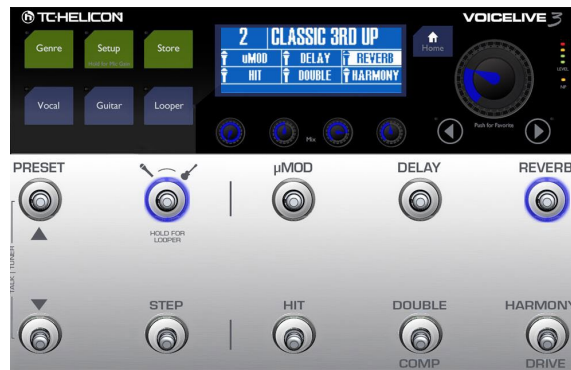 TC·HELICON
VOICELIVE 3
Genre
Setup
Hold for Mic Gain
Store
2 CLASSIC 3RD UP
uMOD DELAY REVERB
HIT DOUBLE HARMONY
Home
LEVEL
Vocal
Guitar
Looper
Mix
Push for Favorite
PRESET
µMOD
DELAY
REVERB
HOLD FOR
LOOPER
TALK | TUNER
STEP
HIT
DOUBLE
HARMONY
COMP
DRIVE